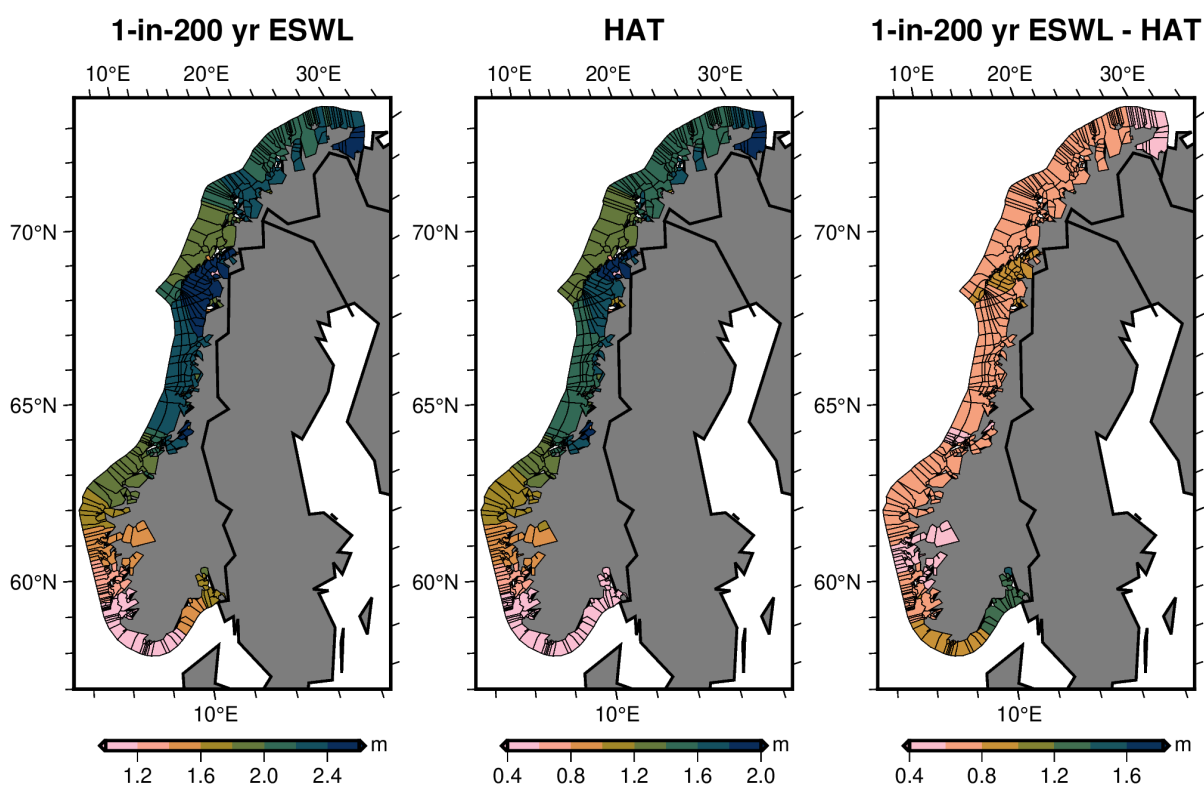 1-in-200 yr ESWL
HAT
1-in-200 yr ESWL - HAT
10°E 20°E 30°E
10°E 20°E 30°E
10°E 20°E 30°E
70°N
70°N
70°N
65°N
65°N
65°N
60°N
60°N
60°N
10°E
10°E
10°E
m
m
m
1.2 1.6 2.0 2.4
0.4 0.8 1.2 1.6 2.0
0.4 0.8 1.2 1.6